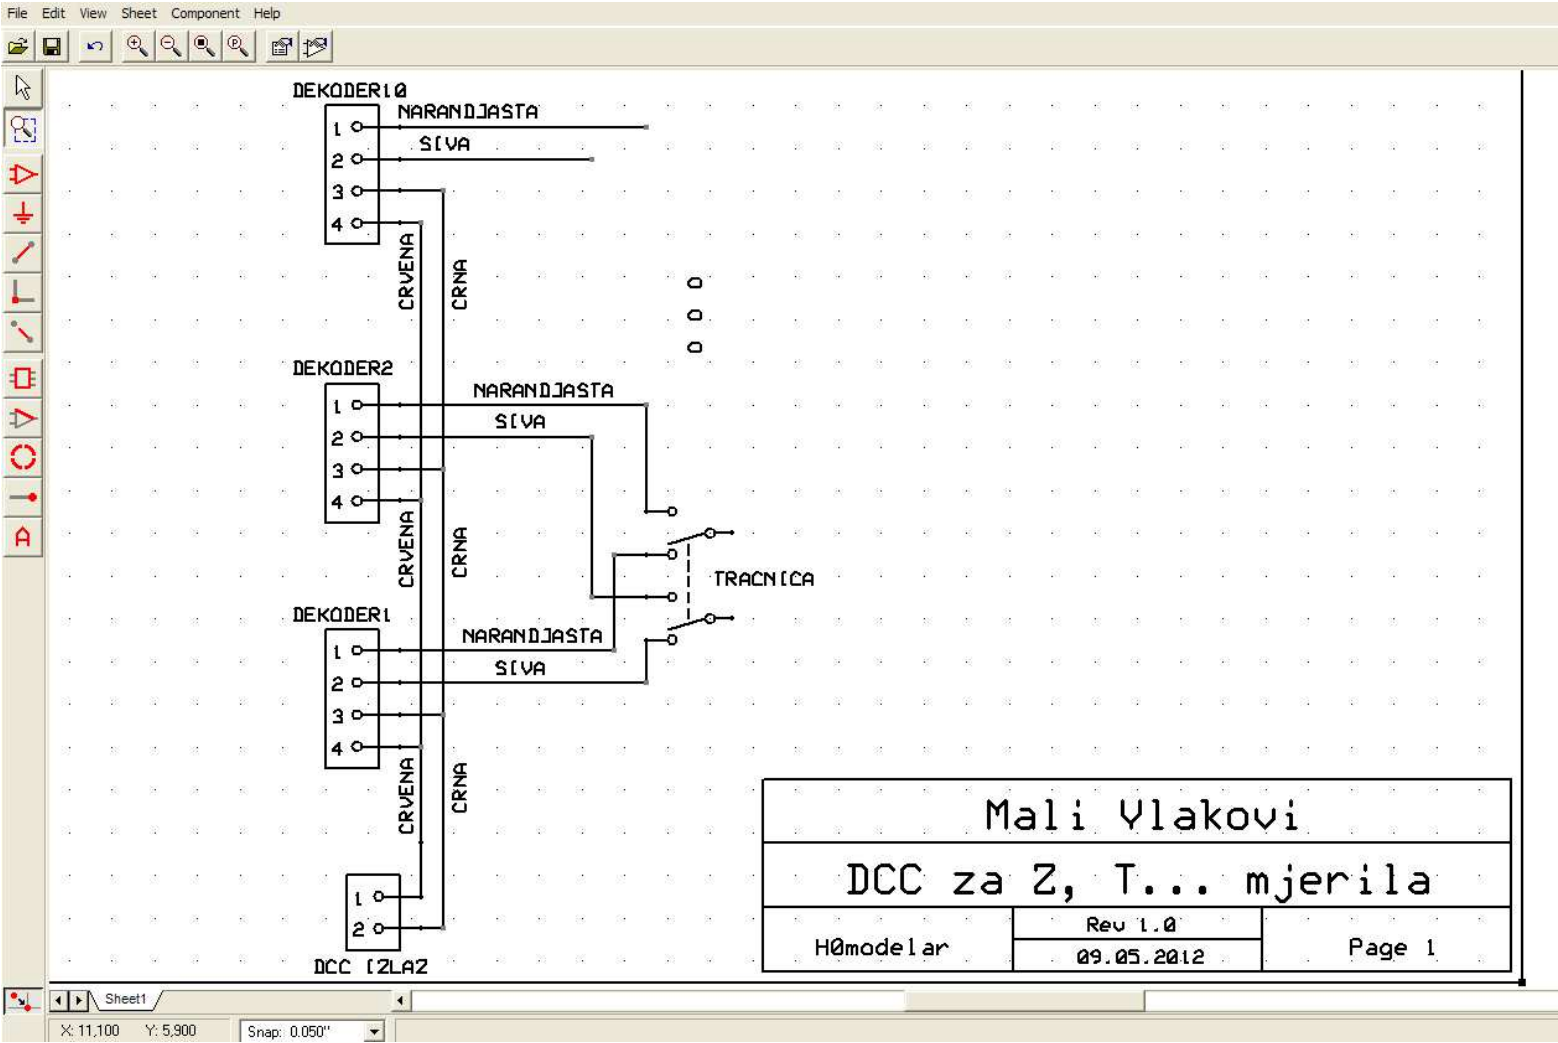 File Edit View Sheet Component Help
DEKODER10
NARANDJASTA
1
SIVA
2
3
4
CRVENA
CRNA
DEKODER2
NARANDJASTA
1
SIVA
2
3
4
CRVENA
CRNA
TRACNICA
DEKODER1
NARANDJASTA
1
SIVA
2
3
4
CRVENA
CRNA
1
2
DCC IZLAZ
Mali Vlakovi
DCC za Z, T... mjerila
H0modelar
Rev 1.0
09.05.2012
Page 1
Sheet1
X: 11,100 Y: 5,900 Snap: 0.050"